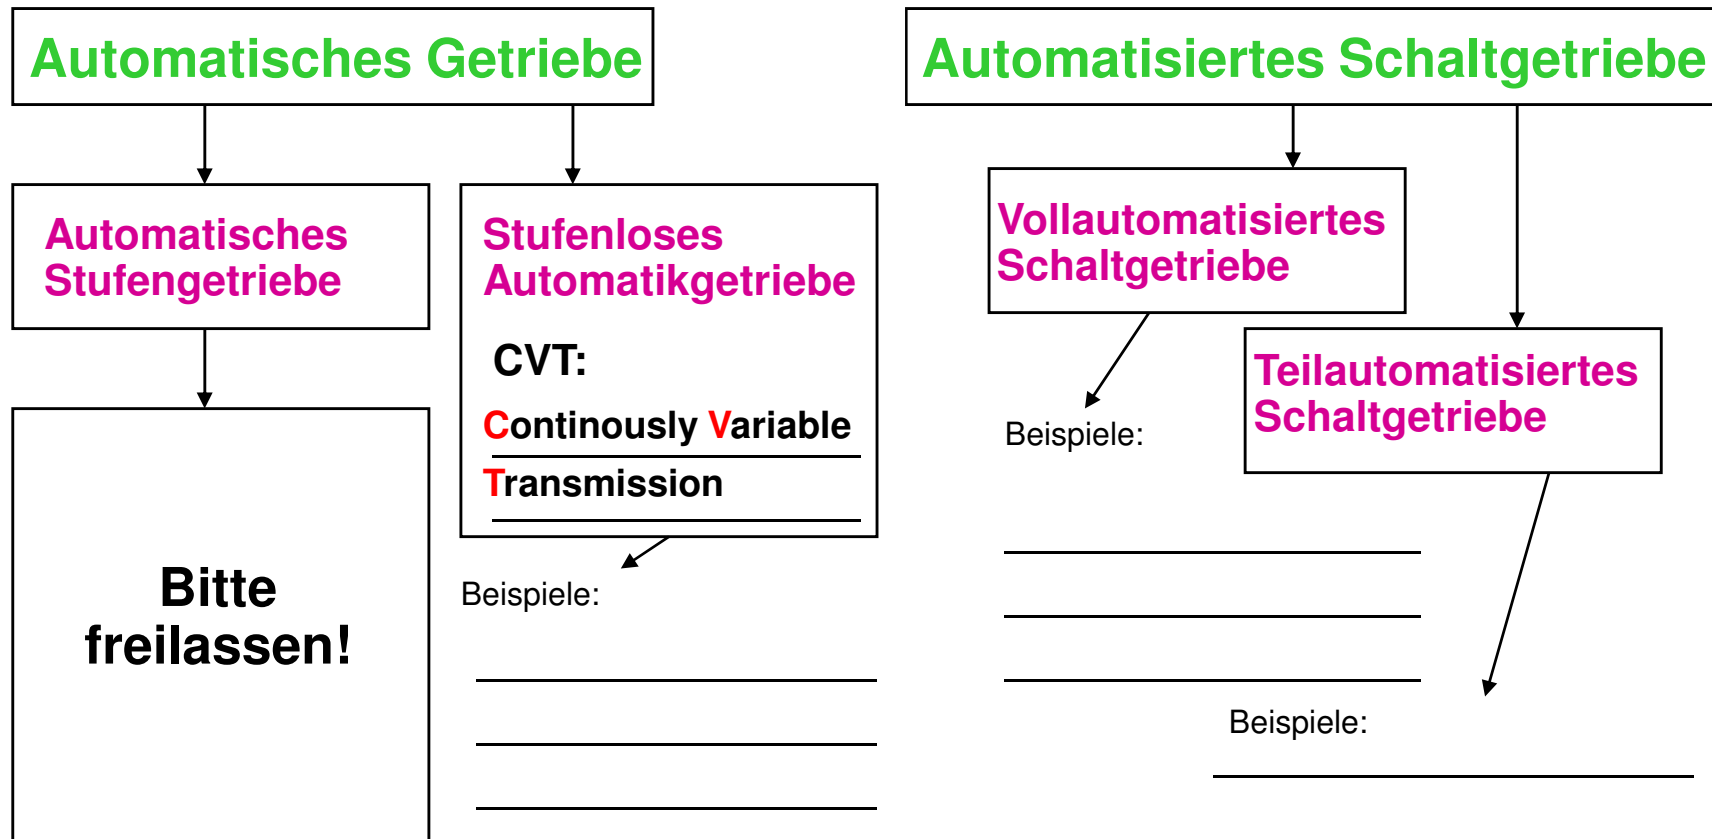 Automatisches Getriebe
Automatisches
Stufengetriebe
Bitte
freilassen!
Stufenloses
Automatikgetriebe
CVT:
Continously Variable
Transmission
Beispiele:
Automatisiertes Schaltgetriebe
Vollautomatisiertes
Schaltgetriebe
Beispiele:
Teilautomatisiertes
Schaltgetriebe
Beispiele: